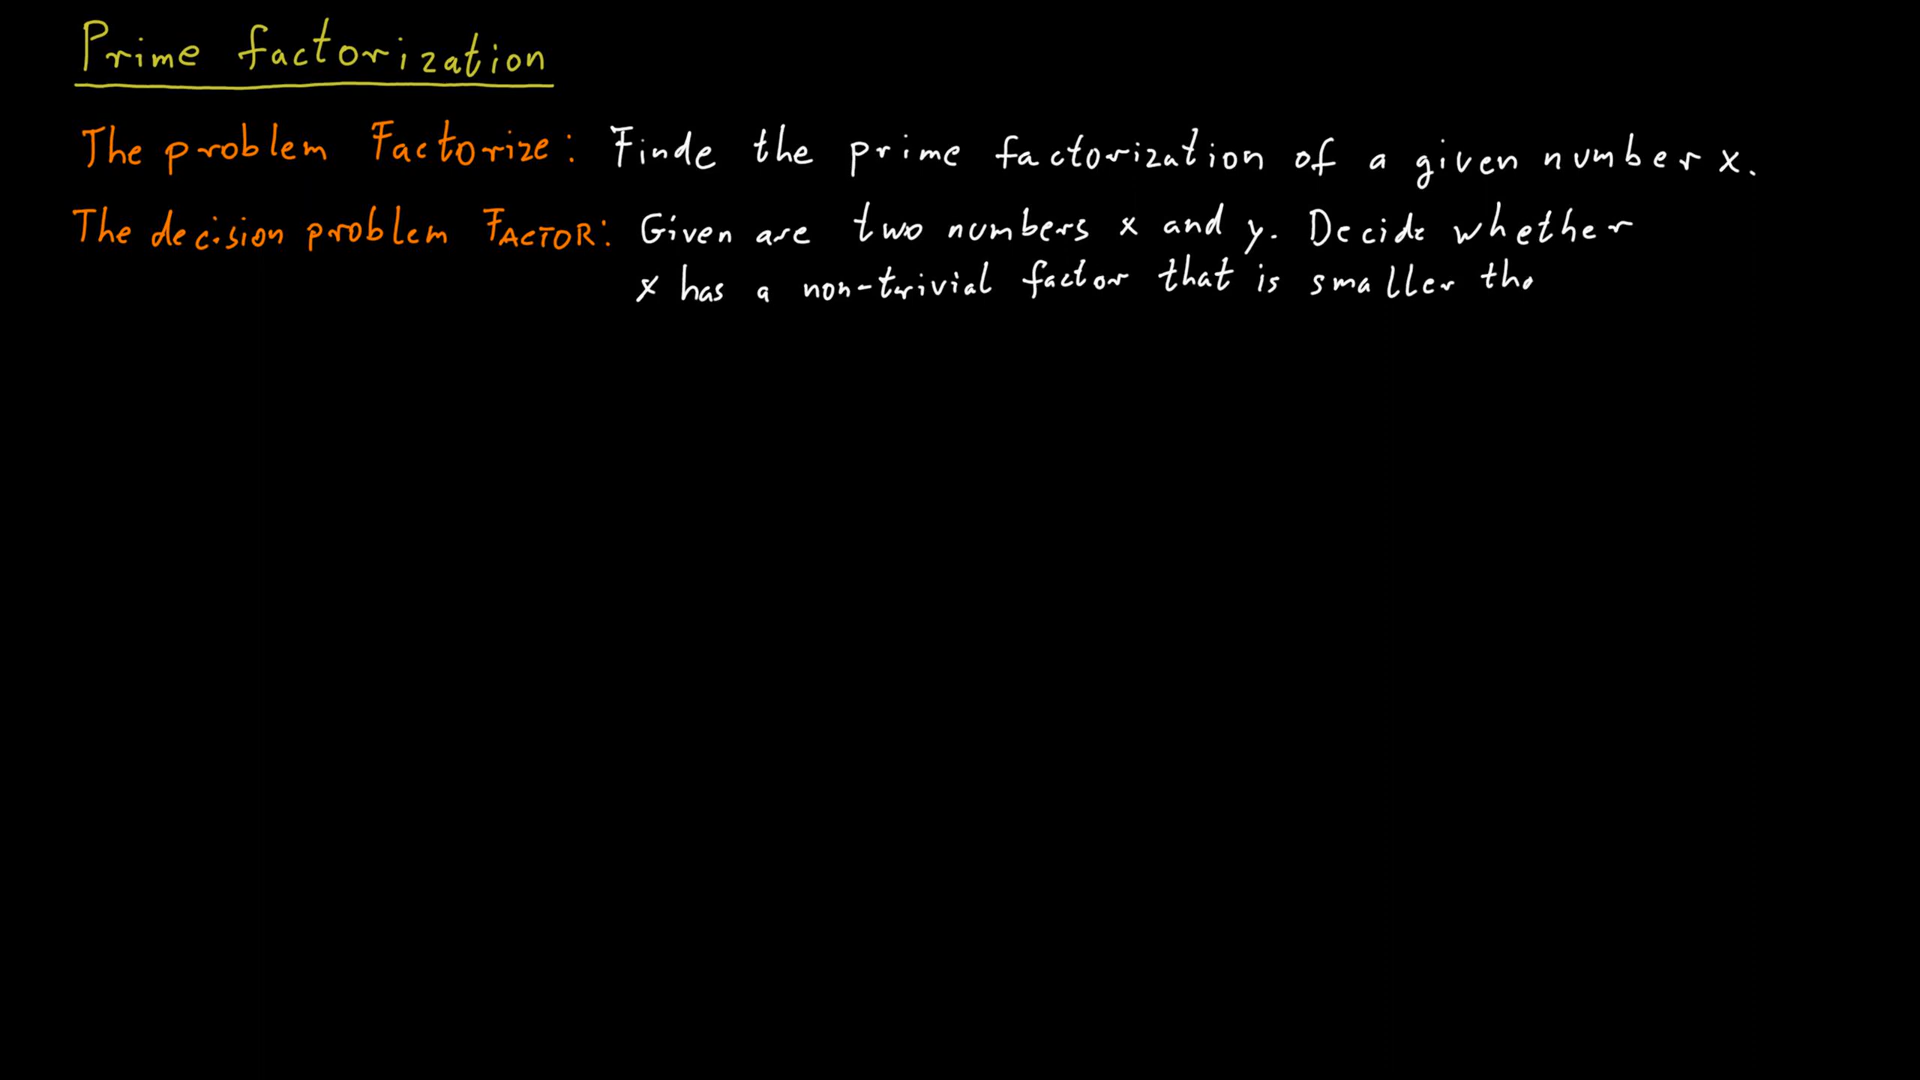 Prime factorization
The problem Factorize: Finde the prime factorization of a given number x.
The decision problem FACTOR: Given are two numbers x and y. Decide whether
x has a non-trivial factor that is smaller